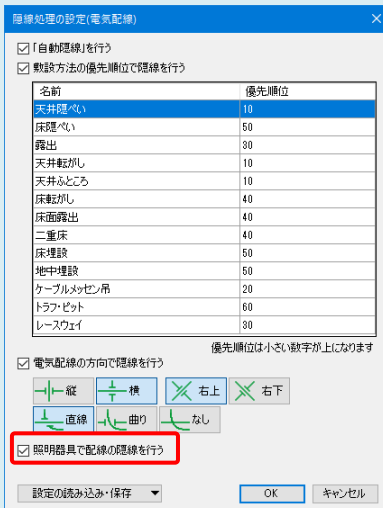 隠線処理の設定(電気配線)
「自動隠線」を行う
敷設方法の優先順位で隠線を行う
名前 優先順位
天井隠ぺい 10
床隠ぺい 50
露出 30
天井転がし 10
天井ふところ 10
床転がし 40
床面露出 40
二重床 40
床埋設 50
地中埋設 50
ケーブルメッセン吊 20
トラフ・ピット 60
レースウェイ 30
優先順位は小さい数字が上になります
電気配線の方向で隠線を行う
縦 横 右上 右下
直線 曲り なし
照明器具で配線の隠線を行う
設定の読み込み・保存 OK キャンセル